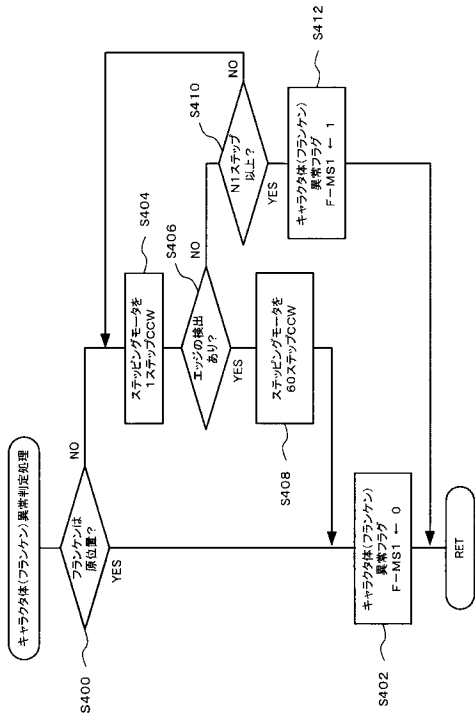 キャラクタ体(フランケン)異常判定処理
S400
フランケンは
原位置?
NO
YES
S404
ステッピングモータを
1ステップCCW
S406
エッジの検出
あり?
NO
YES
S410
N1ステップ
以上?
NO
YES
S408
ステッピングモータを
60ステップCCW
S412
キャラクタ体(フランケン)
異常フラグ
F-MS1 ← 1
S402
キャラクタ体(フランケン)
異常フラグ
F-MS1 ← 0
RET